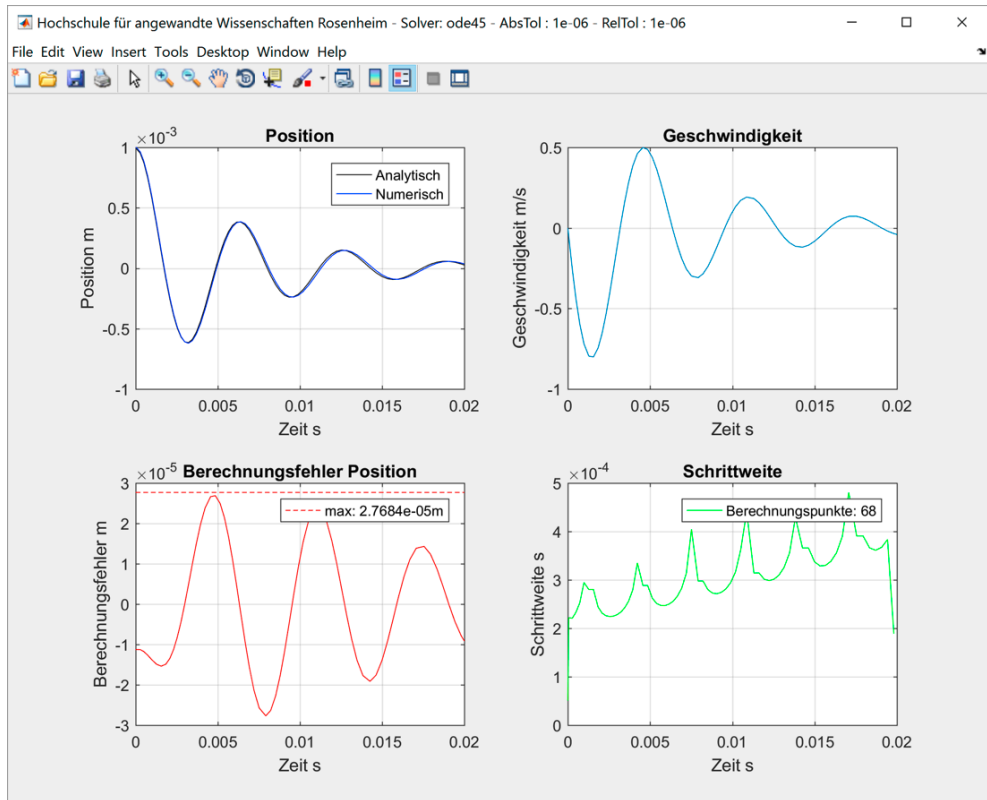 Hochschule für angewandte Wissenschaften Rosenheim - Solver: ode45 - AbsTol : 1e-06 - RelTol : 1e-06
File Edit View Insert Tools Desktop Window Help
×10-3
Position
1
0.5
0
-0.5
-1
Position m
Analytisch
Numerisch
0 0.005 0.01 0.015 0.02
Zeit s
Geschwindigkeit
0.5
0
-0.5
-1
Geschwindigkeit m/s
0 0.005 0.01 0.015 0.02
Zeit s
×10-5
Berechnungsfehler Position
3
2
1
0
-1
-2
-3
Berechnungsfehler m
max: 2.7684e-05m
0 0.005 0.01 0.015 0.02
Zeit s
×10-4
Schrittweite
5
4
3
2
1
0
Schrittweite s
Berechnungspunkte: 68
0 0.005 0.01 0.015 0.02
Zeit s